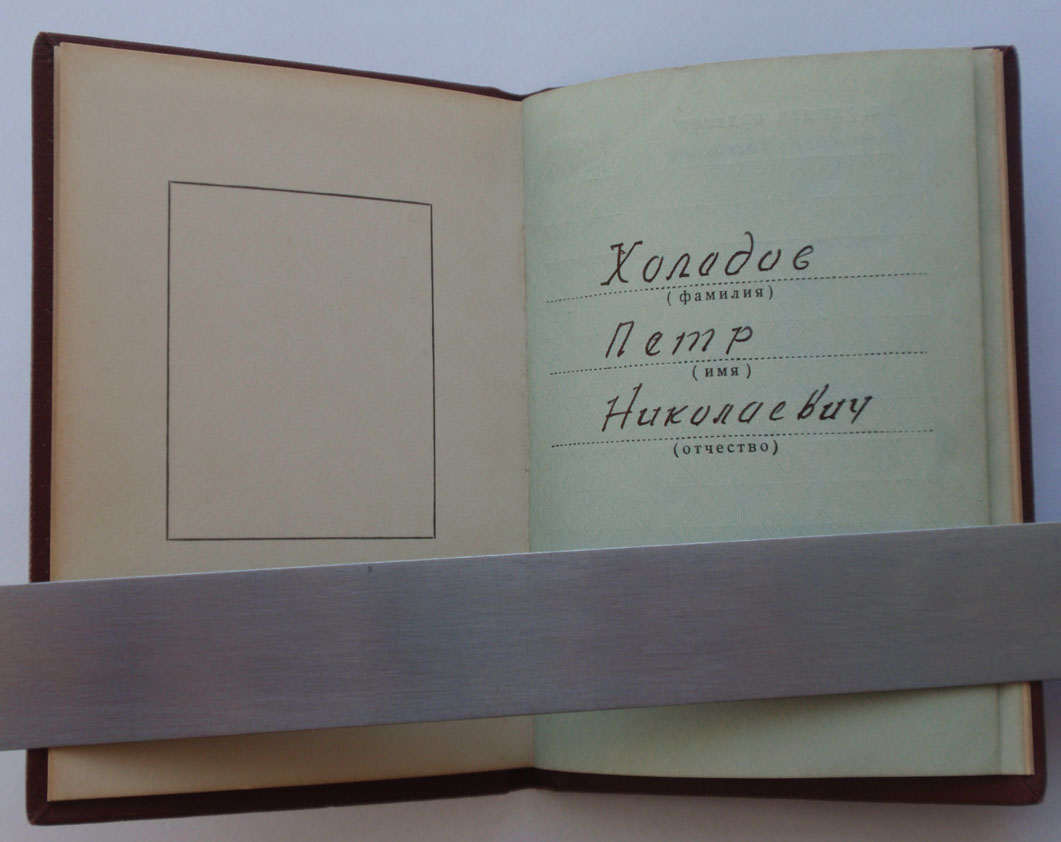 Холадов
(фамилия)
Петр
(имя)
Николаевич
(отчество)